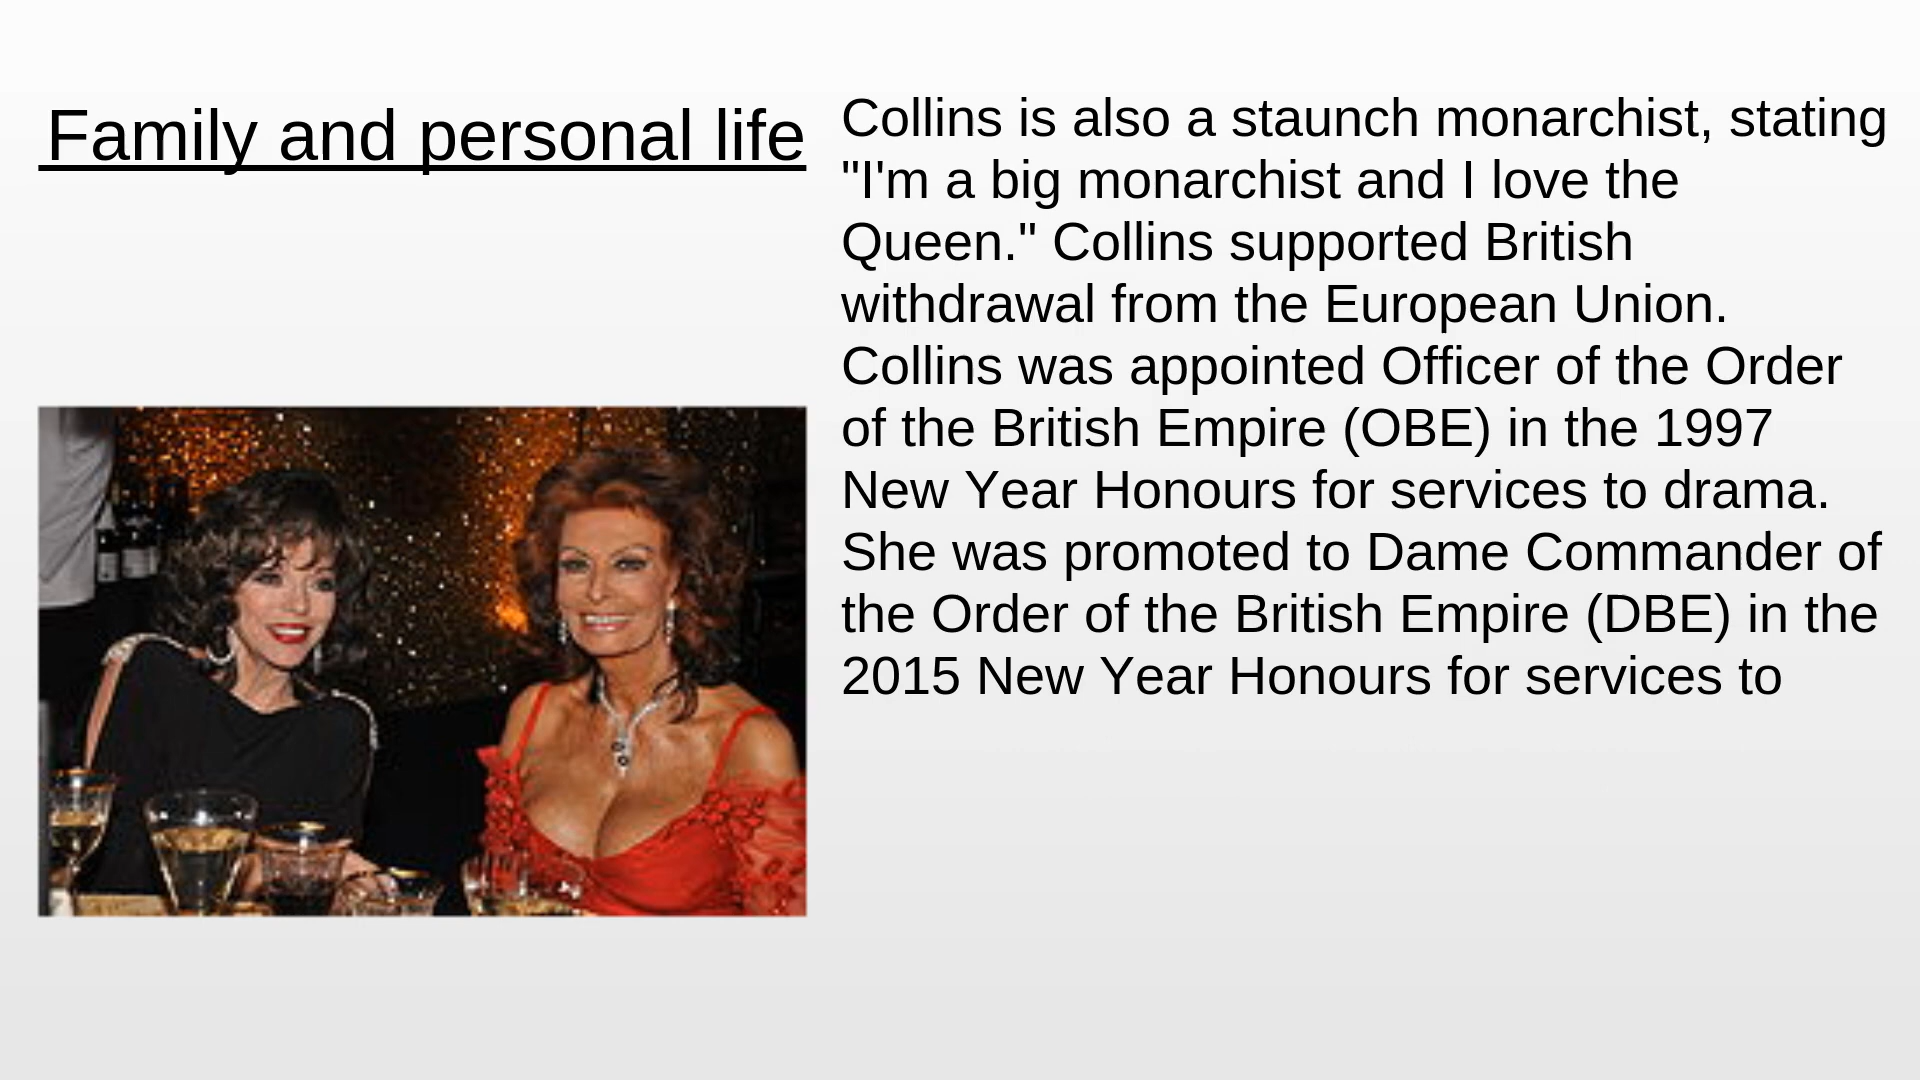 Family and personal life
Collins is also a staunch monarchist, stating
"I'm a big monarchist and I love the
Queen." Collins supported British
withdrawal from the European Union.
Collins was appointed Officer of the Order
of the British Empire (OBE) in the 1997
New Year Honours for services to drama.
She was promoted to Dame Commander of
the Order of the British Empire (DBE) in the
2015 New Year Honours for services to